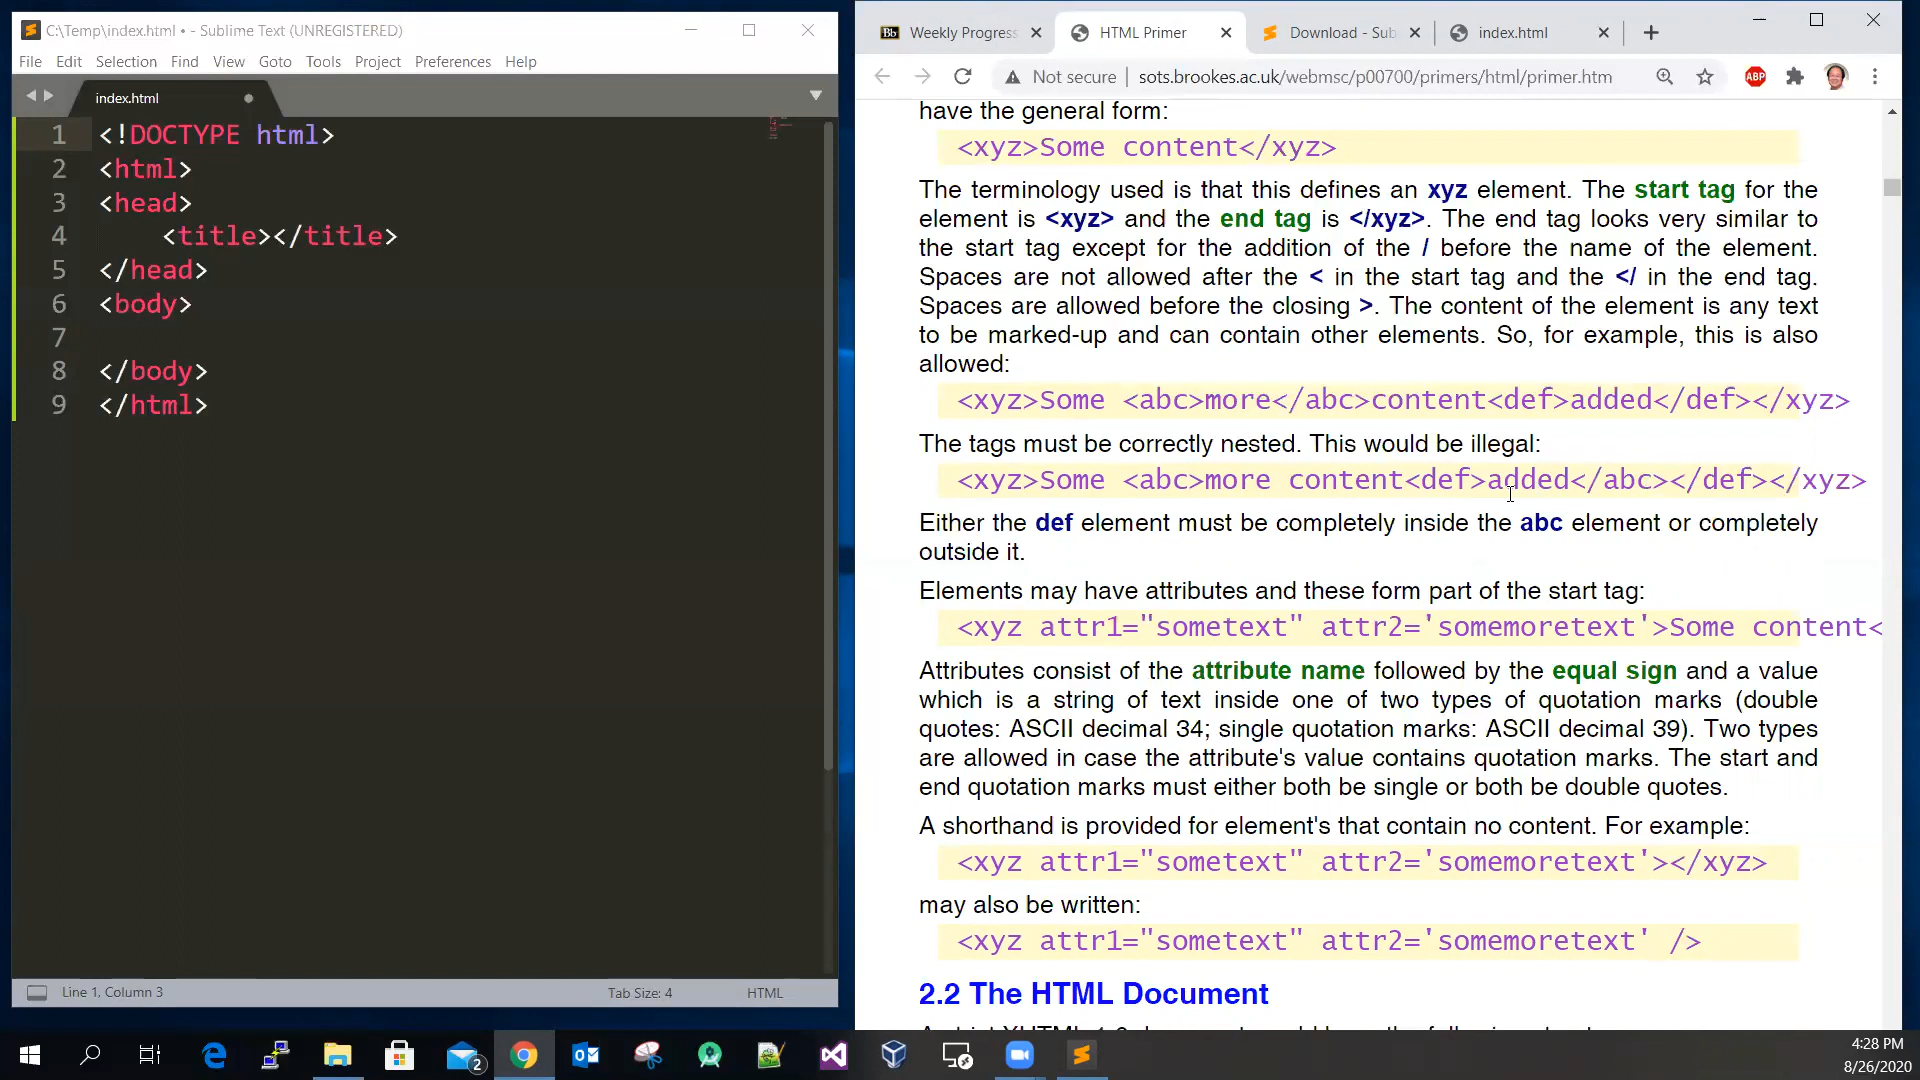 C:\Temp\index.html • - Sublime Text (UNREGISTERED)
File Edit Selection Find View Goto Tools Project Preferences Help
index.html
1 <!DOCTYPE html>
2 <html>
3 <head>
4 <title></title>
5 </head>
6 <body>
7
8 </body>
9 </html>
Line 1, Column 3 Tab Size: 4 HTML
Bb Weekly Progress HTML Primer Download - Sub index.html
Not secure sots.brookes.ac.uk/webmsc/p00700/primers/html/primer.htm ABP
have the general form:
<xyz>Some content</xyz>
The terminology used is that this defines an xyz element. The start tag for the
element is <xyz> and the end tag is </xyz>. The end tag looks very similar to
the start tag except for the addition of the / before the name of the element.
Spaces are not allowed after the < in the start tag and the </ in the end tag.
Spaces are allowed before the closing >. The content of the element is any text
to be marked-up and can contain other elements. So, for example, this is also
allowed:
<xyz>Some <abc>more</abc>content<def>added</def></xyz>
The tags must be correctly nested. This would be illegal:
<xyz>Some <abc>more content<def>added</abc></def></xyz>
Either the def element must be completely inside the abc element or completely
outside it.
Elements may have attributes and these form part of the start tag:
<xyz attr1="sometext" attr2='somemoretext'>Some content<
Attributes consist of the attribute name followed by the equal sign and a value
which is a string of text inside one of two types of quotation marks (double
quotes: ASCII decimal 34; single quotation marks: ASCII decimal 39). Two types
are allowed in case the attribute's value contains quotation marks. The start and
end quotation marks must either both be single or both be double quotes.
A shorthand is provided for element's that contain no content. For example:
<xyz attr1="sometext" attr2='somemoretext'></xyz>
may also be written:
<xyz attr1="sometext" attr2='somemoretext' />
2.2 The HTML Document
2
4:28 PM
8/26/2020